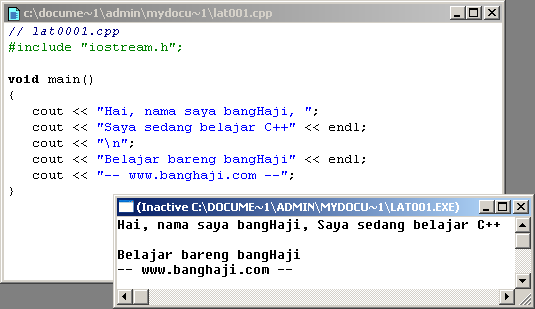 c:\docume~1\admin\mydocu~1\lat001.cpp
// lat0001.cpp
#include "iostream.h";
void main()
{
cout << "Hai, nama saya bangHaji, ";
cout << "Saya sedang belajar C++" << endl;
cout << "\n";
cout << "Belajar bareng bangHaji" << endl;
cout << "-- www.banghaji.com --";
}
(Inactive C:\DOCUME~1\ADMIN\MYDOCU~1\LAT001.EXE)
Hai, nama saya bangHaji, Saya sedang belajar C++
Belajar bareng bangHaji
-- www.banghaji.com --